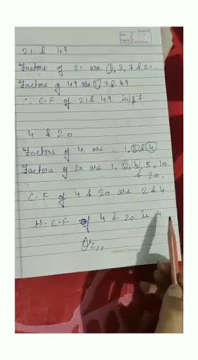 21 & 49
Factors of 21 are 1, 3, 7 & 21
Factors of 49 are 1, 7 & 49
∴ C.F of 21 & 49 is 1, 7
4 & 20
Factors of 4 are - 1, 2 & 4
Factors of 20 are 1, 2, 4, 5, 10
& 20.
C.F of 4 & 20 are 2 & 4
H.C.F of 4 & 20 is 4